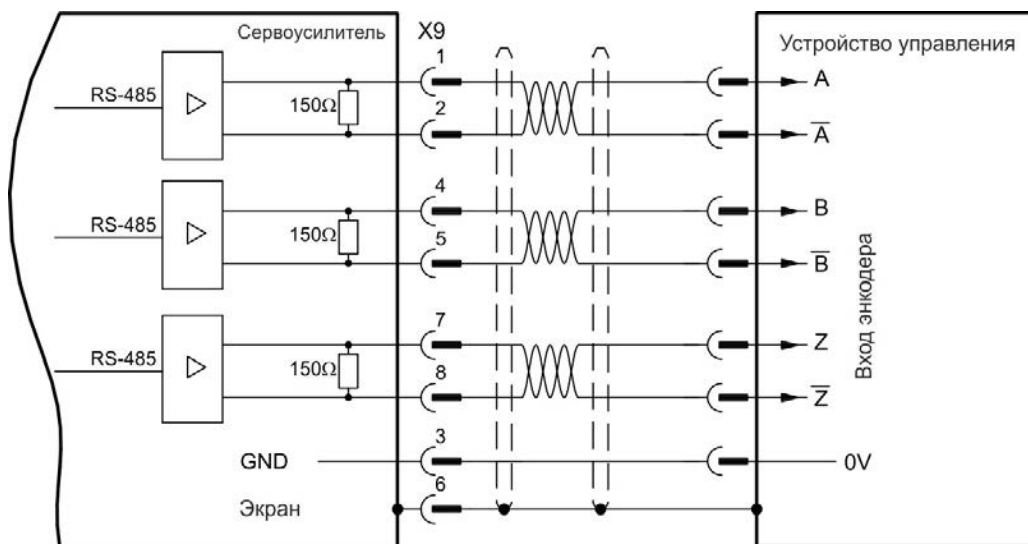 Сервоусилитель
X9
Устройство управления
RS-485
150Ω
1
2
A
A̅
RS-485
150Ω
4
5
B
B̅
RS-485
150Ω
7
8
Z
Z̅
Вход энкодера
GND
3
0V
Экран
6